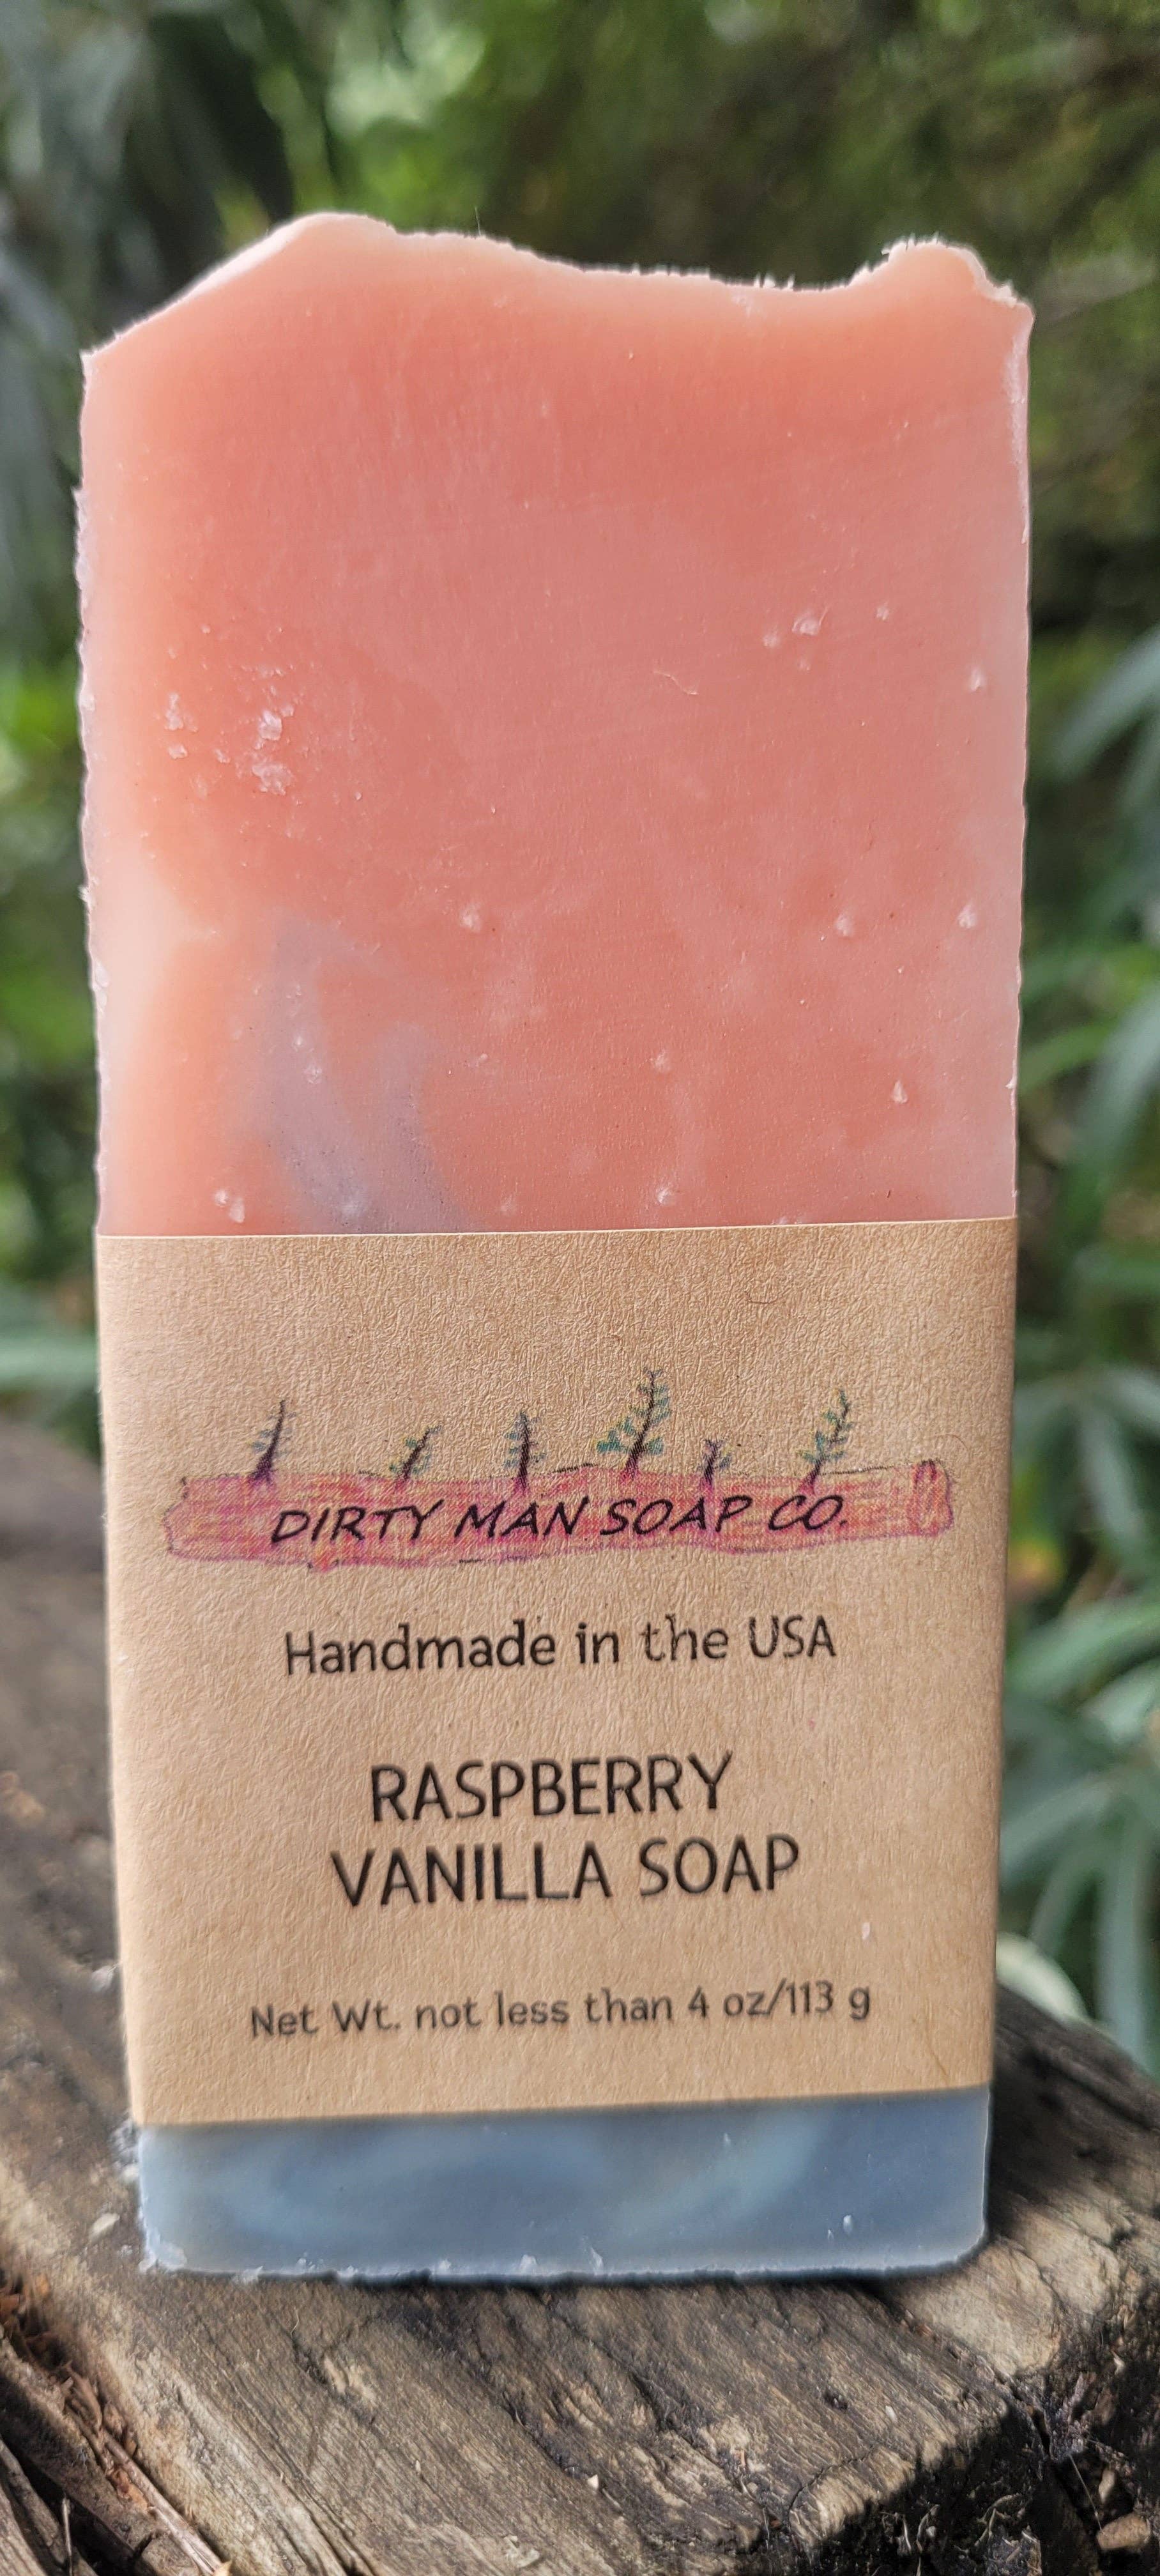 DIRTY MAN SOAP CO.
Handmade in the USA
RASPBERRY
VANILLA SOAP
Net Wt. not less than 4 oz/113 g